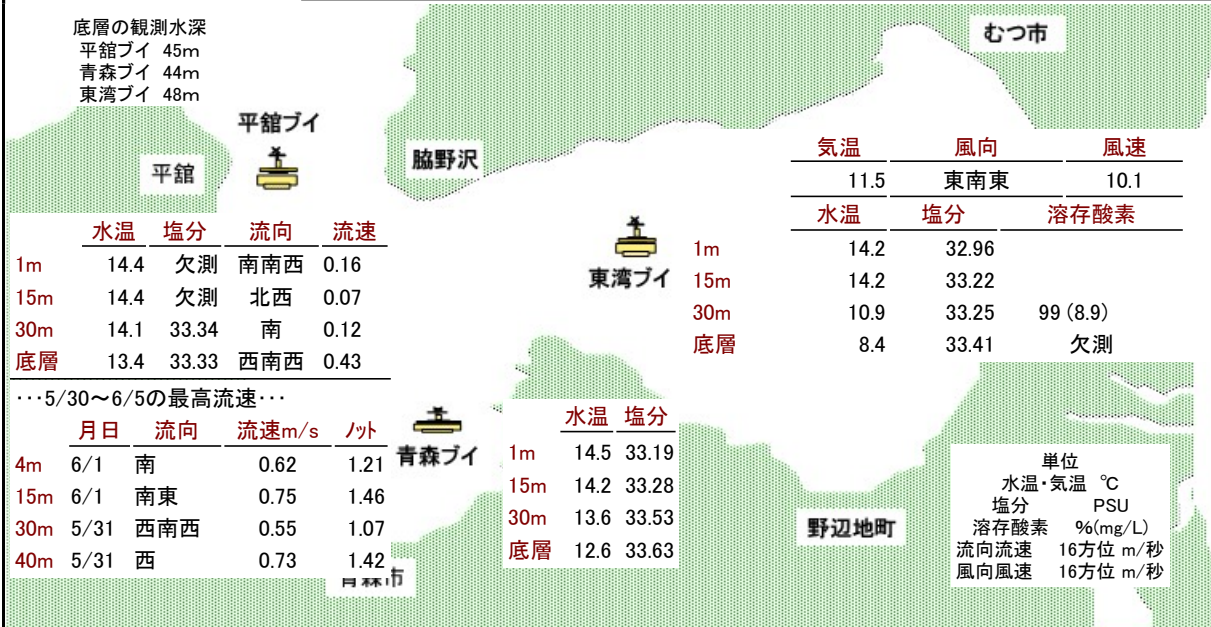 底層の観測水深
平舘ブイ 45m
青森ブイ 44m
東湾ブイ 48m
むつ市
平舘ブイ
平舘
脇野沢
気温 風向 風速
11.5 東南東 10.1
水温 塩分 溶存酸素
1m 14.2 32.96
15m 14.2 33.22
30m 10.9 33.25 99 (8.9)
底層 8.4 33.41 欠測
東湾ブイ
水温 塩分 流向 流速
1m 14.4 欠測 南南西 0.16
15m 14.4 欠測 北西 0.07
30m 14.1 33.34 南 0.12
底層 13.4 33.33 西南西 0.43
･･･5/30～6/5の最高流速･･･
月日 流向 流速m/s ﾉｯﾄ
4m 6/1 南 0.62 1.21
15m 6/1 南東 0.75 1.46
30m 5/31 西南西 0.55 1.07
40m 5/31 西 0.73 1.42
青森ブイ
水温 塩分
1m 14.5 33.19
15m 14.2 33.28
30m 13.6 33.53
底層 12.6 33.63
青森市
野辺地町
単位
水温･気温 ℃
塩分 PSU
溶存酸素 %(mg/L)
流向流速 16方位 m/秒
風向風速 16方位 m/秒